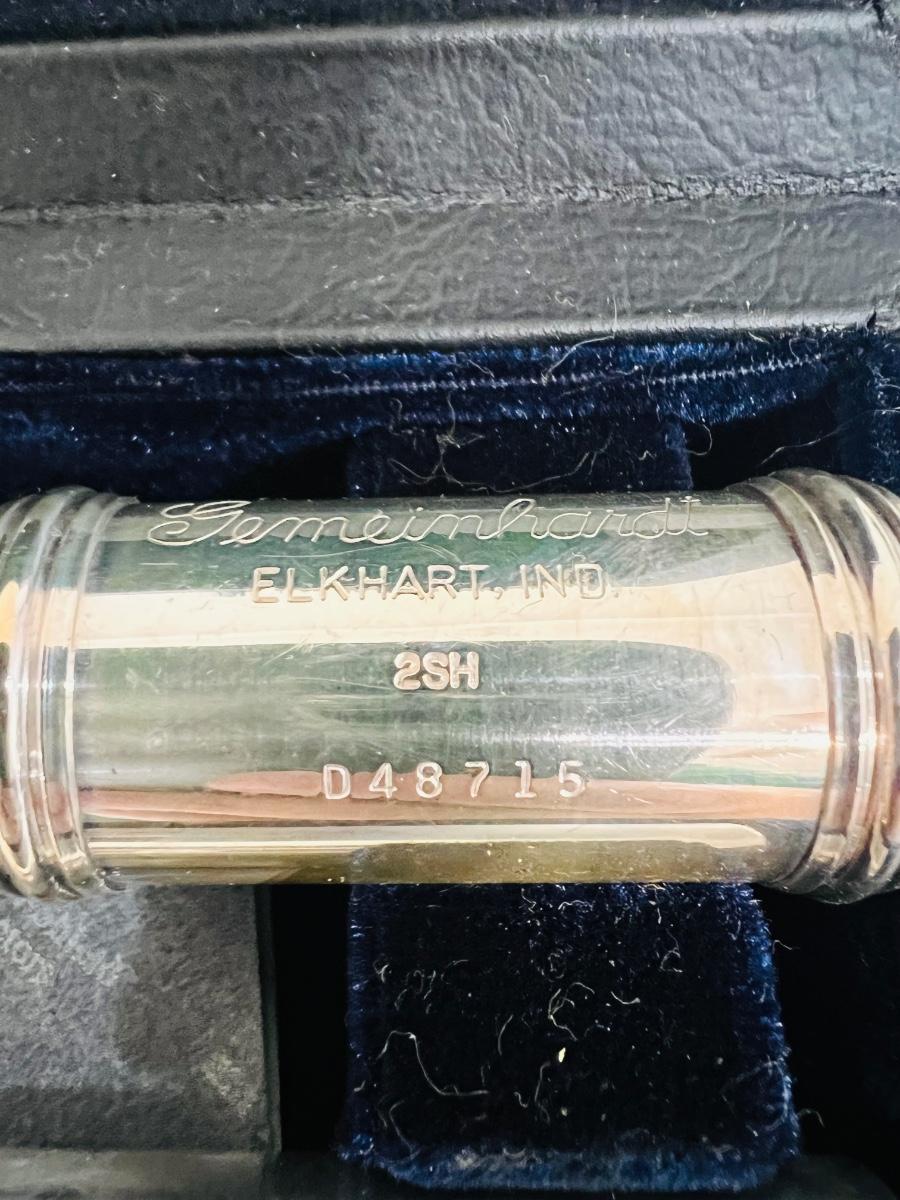 Gemeinhardt
ELKHART, IND.
2SH
D48715